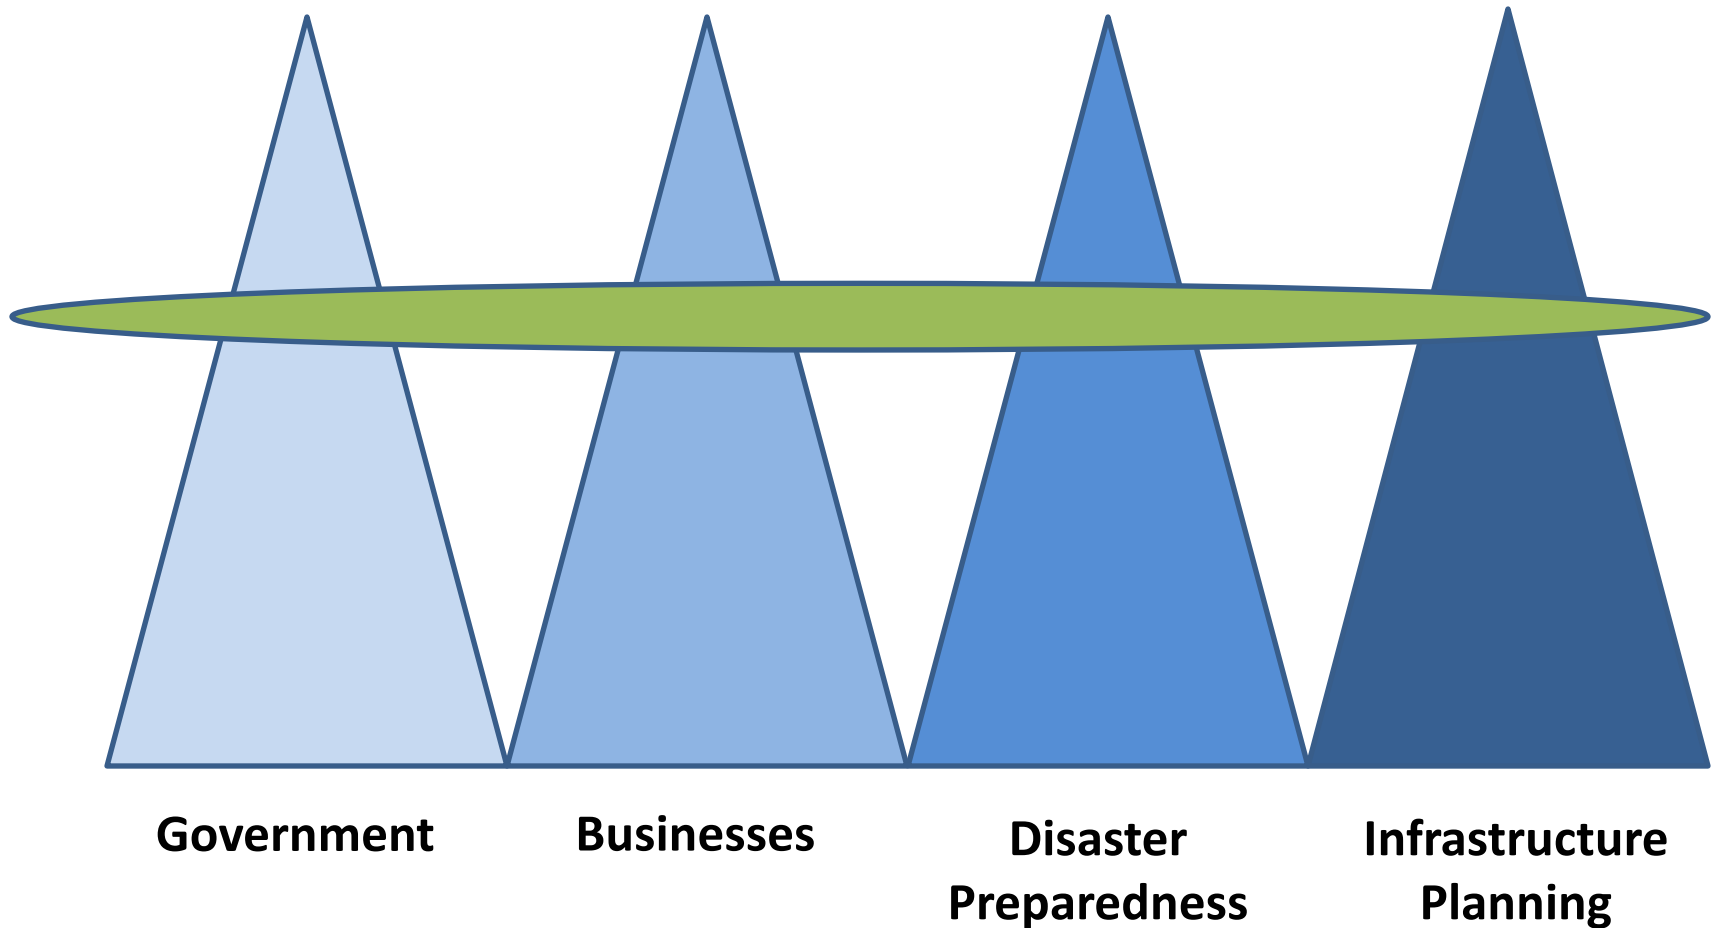 Government
Businesses
Disaster
Preparedness
Infrastructure
Planning